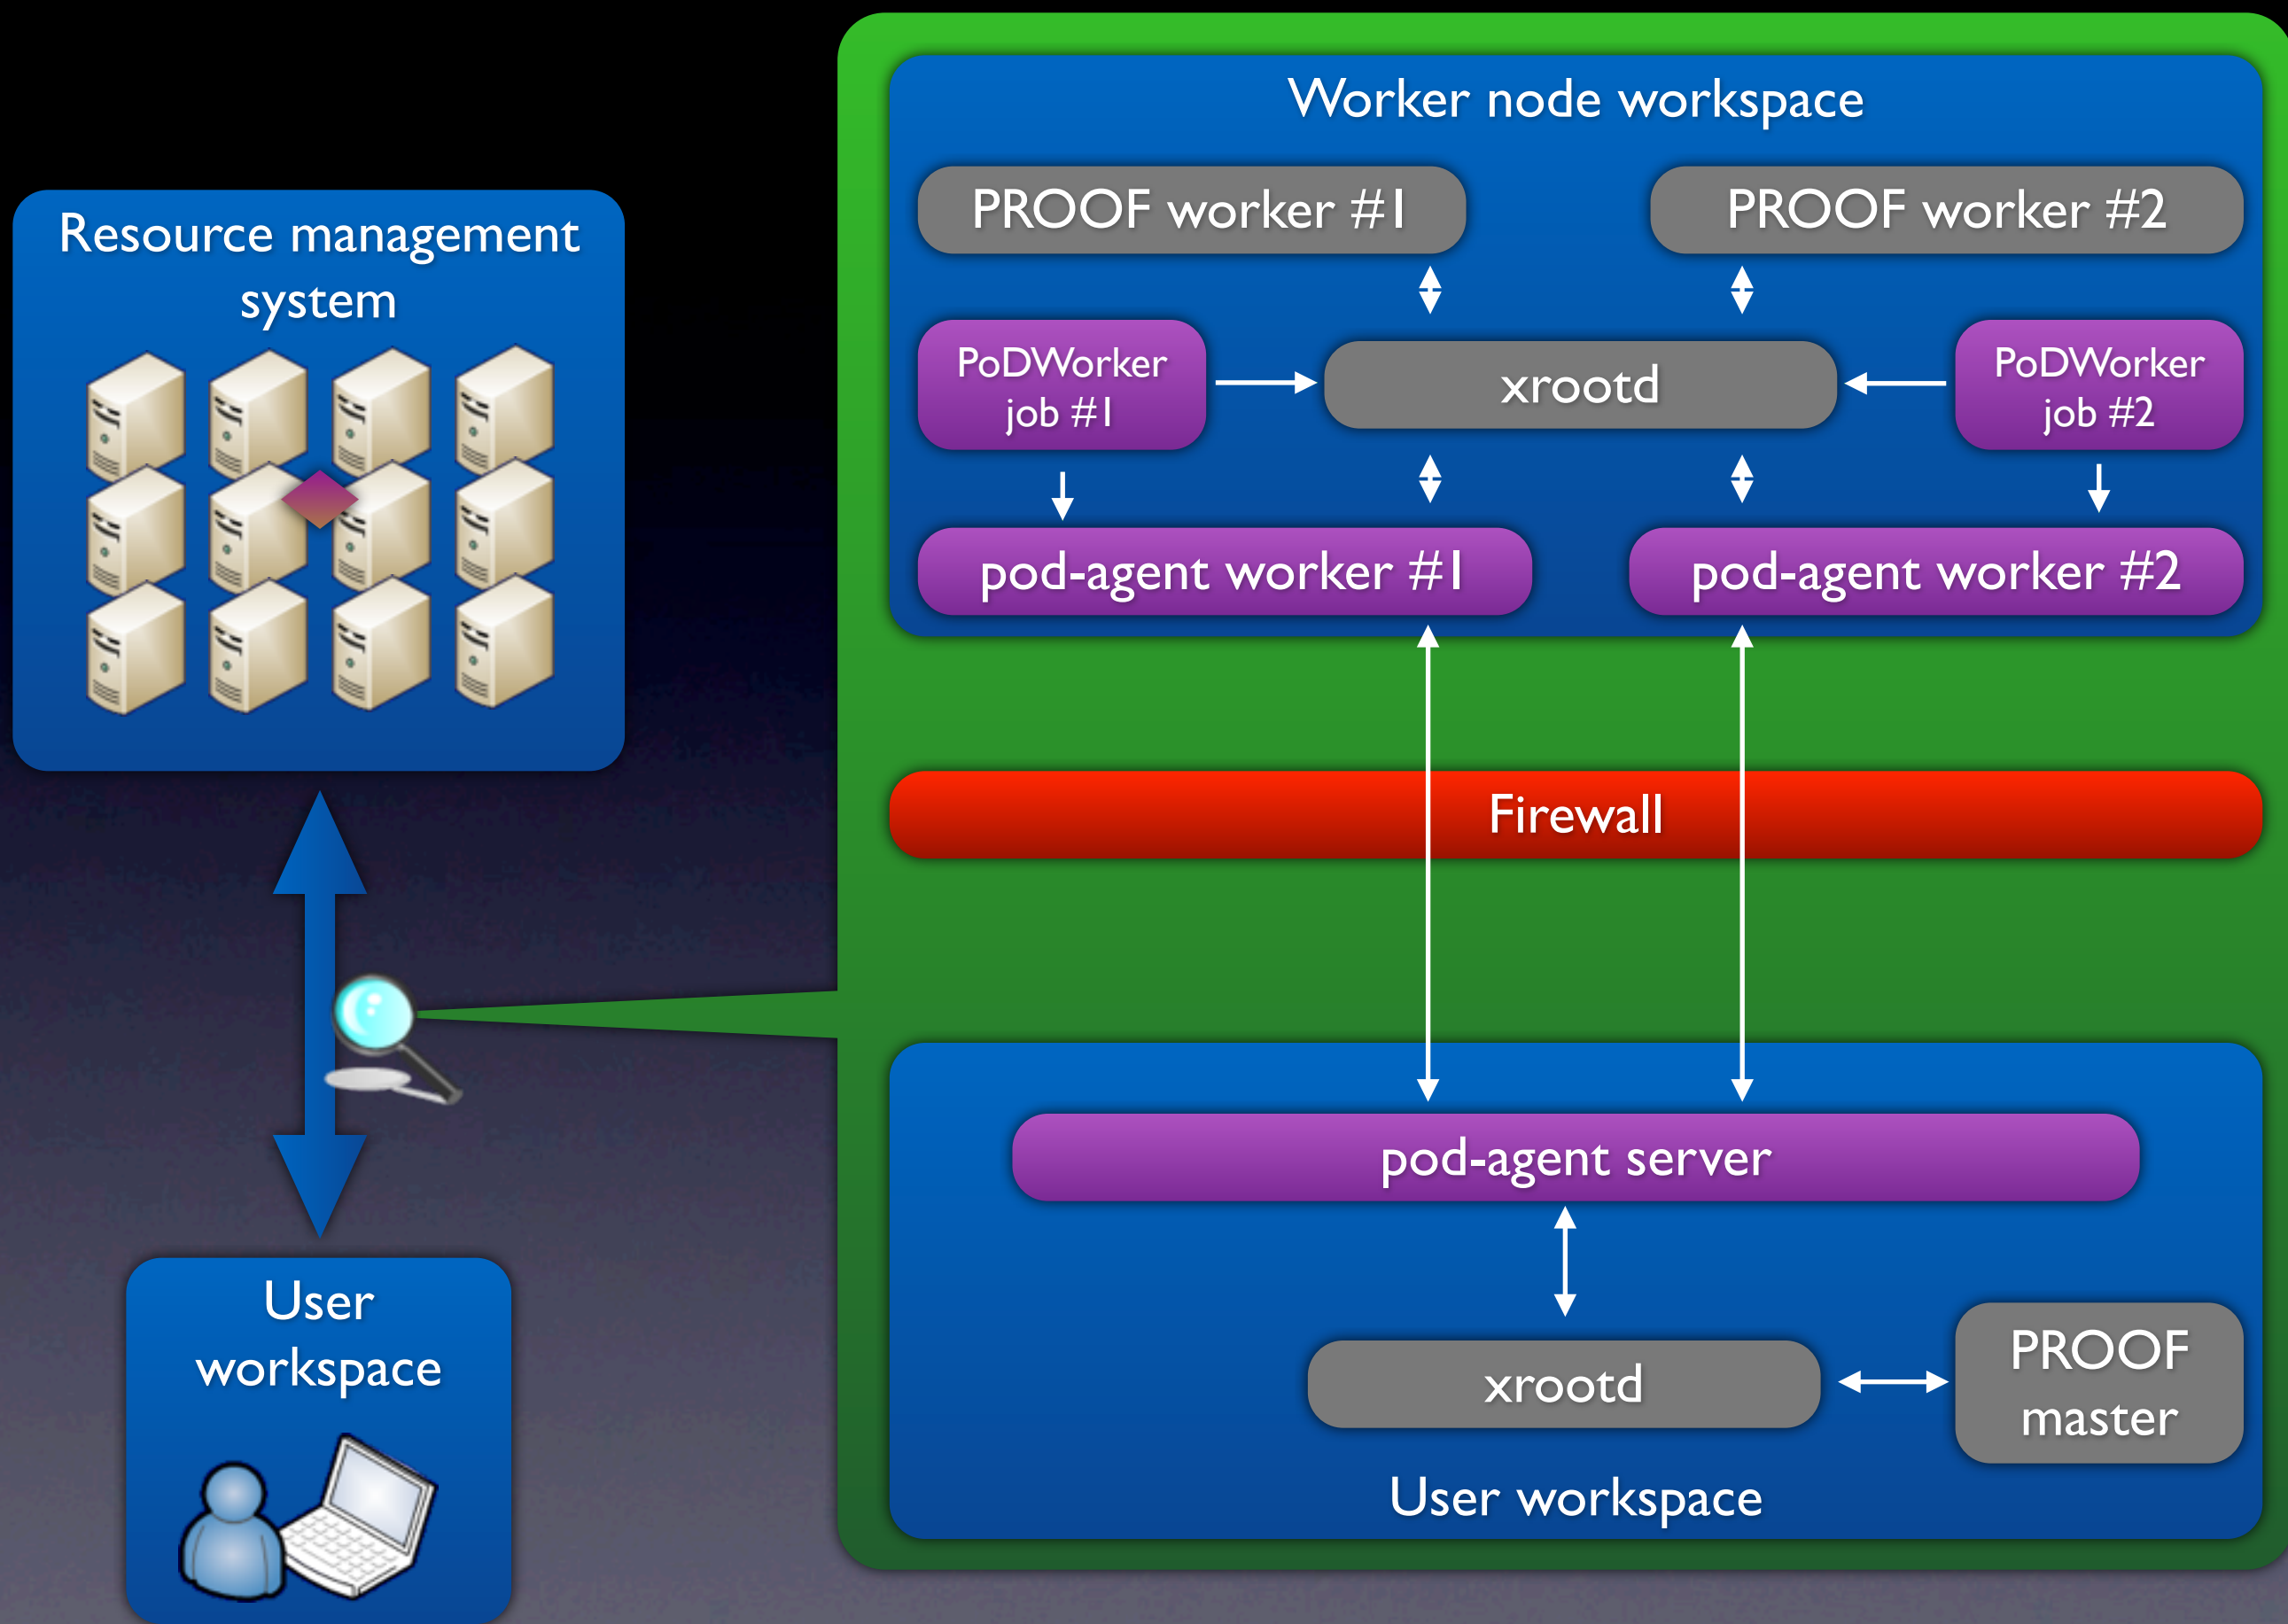 Resource management
system
User
workspace
Worker node workspace
PROOF worker #1
PROOF worker #2
PoDWorker
job #1
xrootd
PoDWorker
job #2
pod-agent worker #1
pod-agent worker #2
Firewall
pod-agent server
xrootd
PROOF
master
User workspace